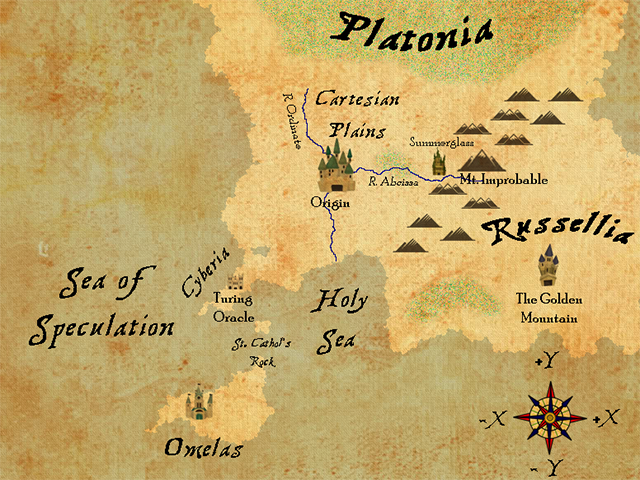 Platonia
Cartesian
Plains
R. Ordinate
Summerglass
Mt. Improbable
R. Abcissa
Origin
Russellia
Cyberia
Turing
Oracle
The Golden
Mountain
Sea of
Speculation
Holy
Sea
St. Cathol's
Rock
Omelas
+Y
-X
+X
-Y